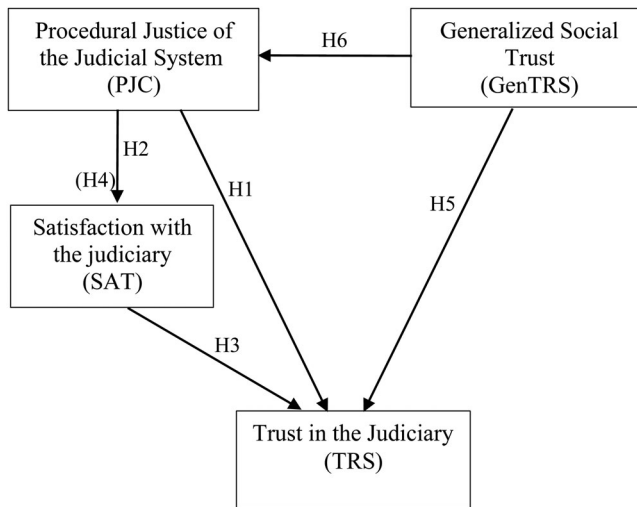 Procedural Justice of
the Judicial System
(PJC)
H6
Generalized Social
Trust
(GenTRS)
H2
(H4)
H1
H5
Satisfaction with
the judiciary
(SAT)
H3
Trust in the Judiciary
(TRS)